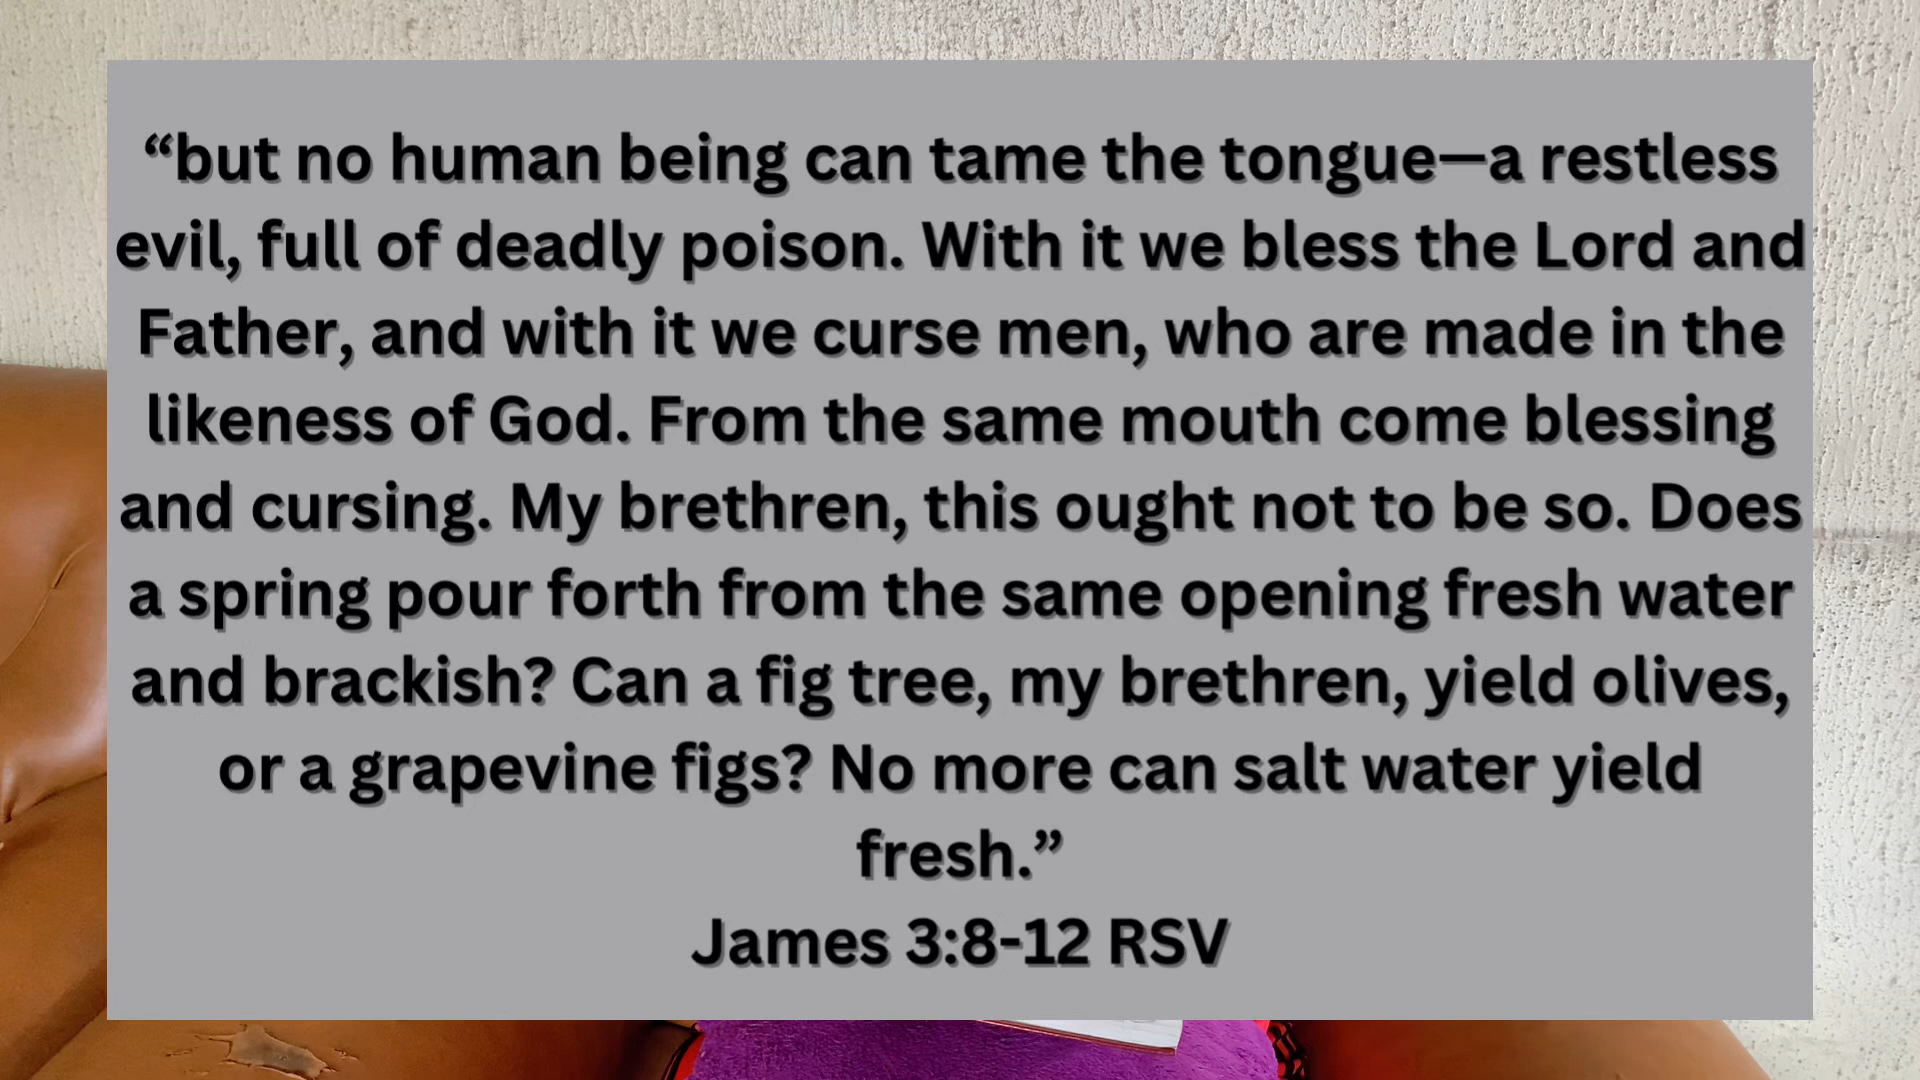 “but no human being can tame the tongue—a restless
evil, full of deadly poison. With it we bless the Lord and
Father, and with it we curse men, who are made in the
likeness of God. From the same mouth come blessing
and cursing. My brethren, this ought not to be so. Does
a spring pour forth from the same opening fresh water
and brackish? Can a fig tree, my brethren, yield olives,
or a grapevine figs? No more can salt water yield
fresh.”
James 3:8-12 RSV